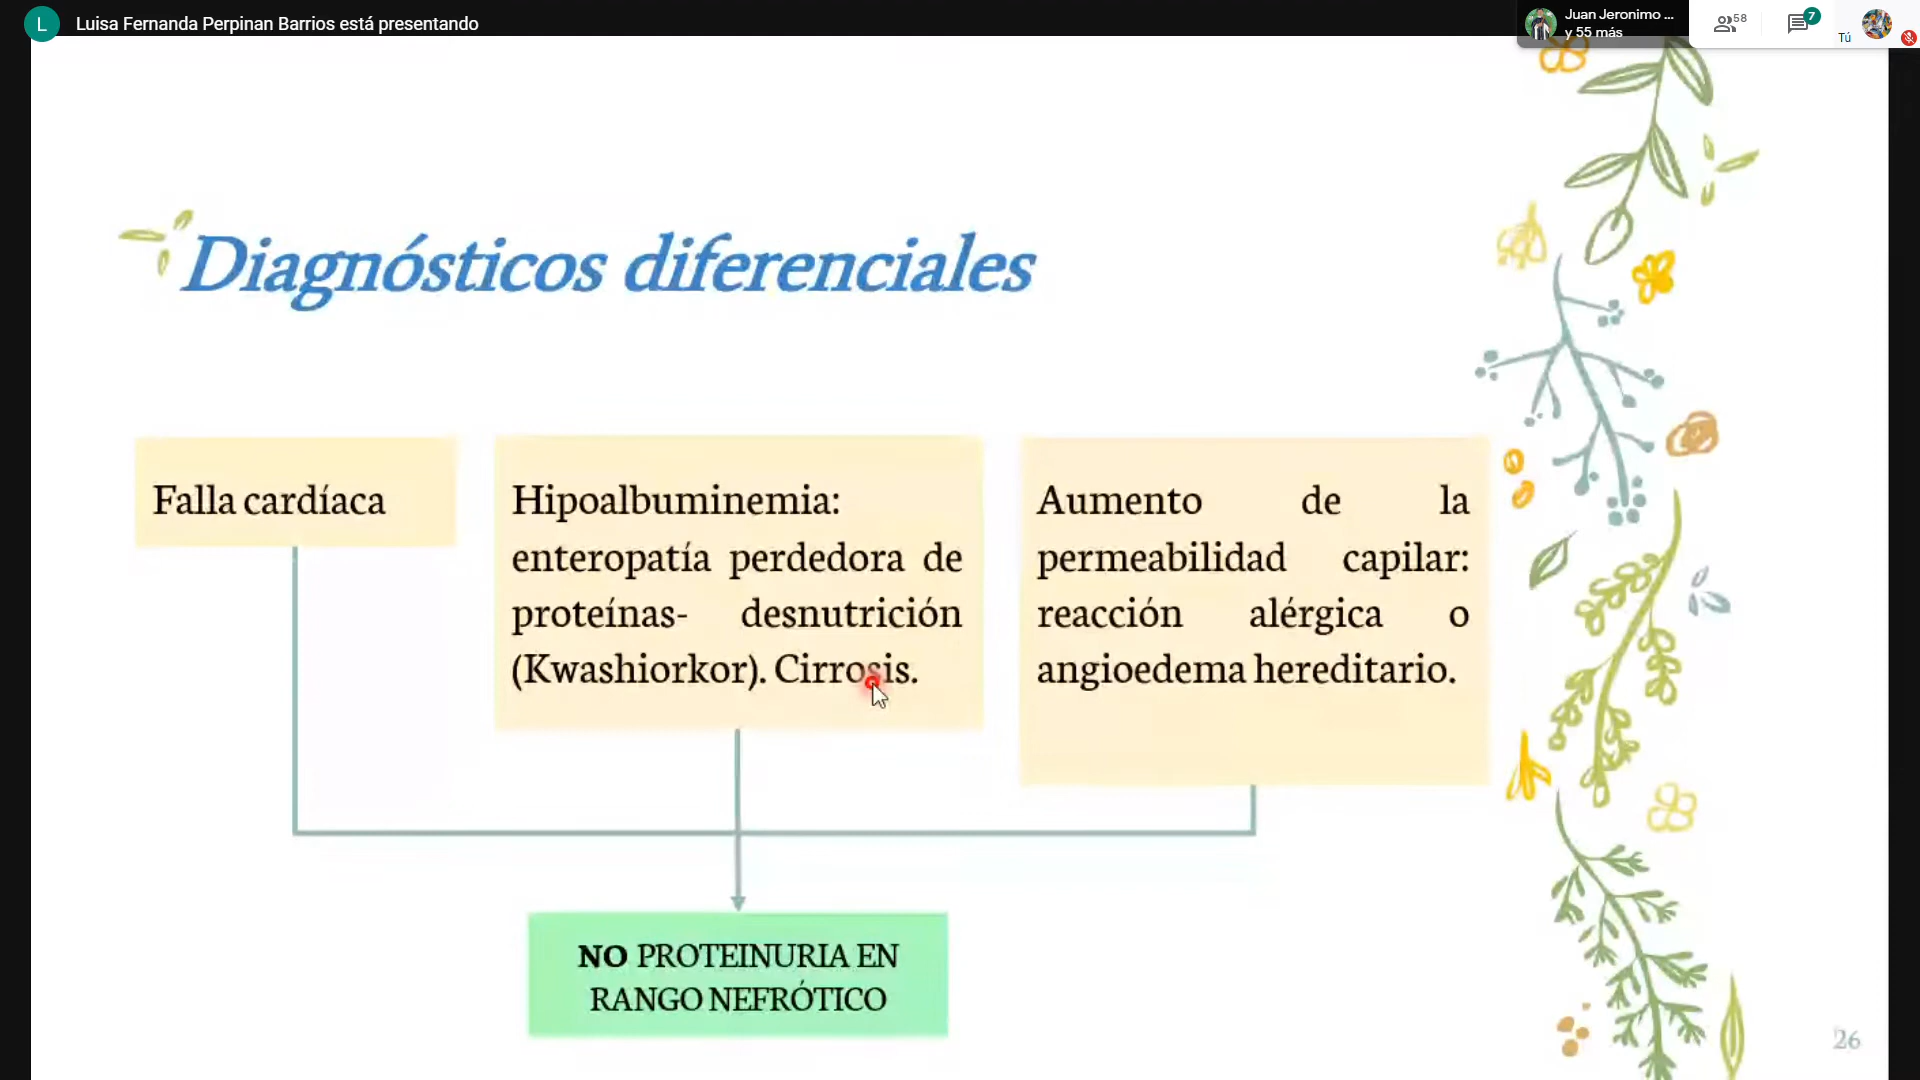 L
Luisa Fernanda Perpinan Barrios está presentando
Juan Jeronimo ...
y 55 más
58
7
Tú
Diagnósticos diferenciales
Falla cardíaca
Hipoalbuminemia:
enteropatía perdedora de
proteínas- desnutrición
(Kwashiorkor). Cirrosis.
Aumento de la
permeabilidad capilar:
reacción alérgica o
angioedema hereditario.
NO PROTEINURIA EN
RANGO NEFRÓTICO
26